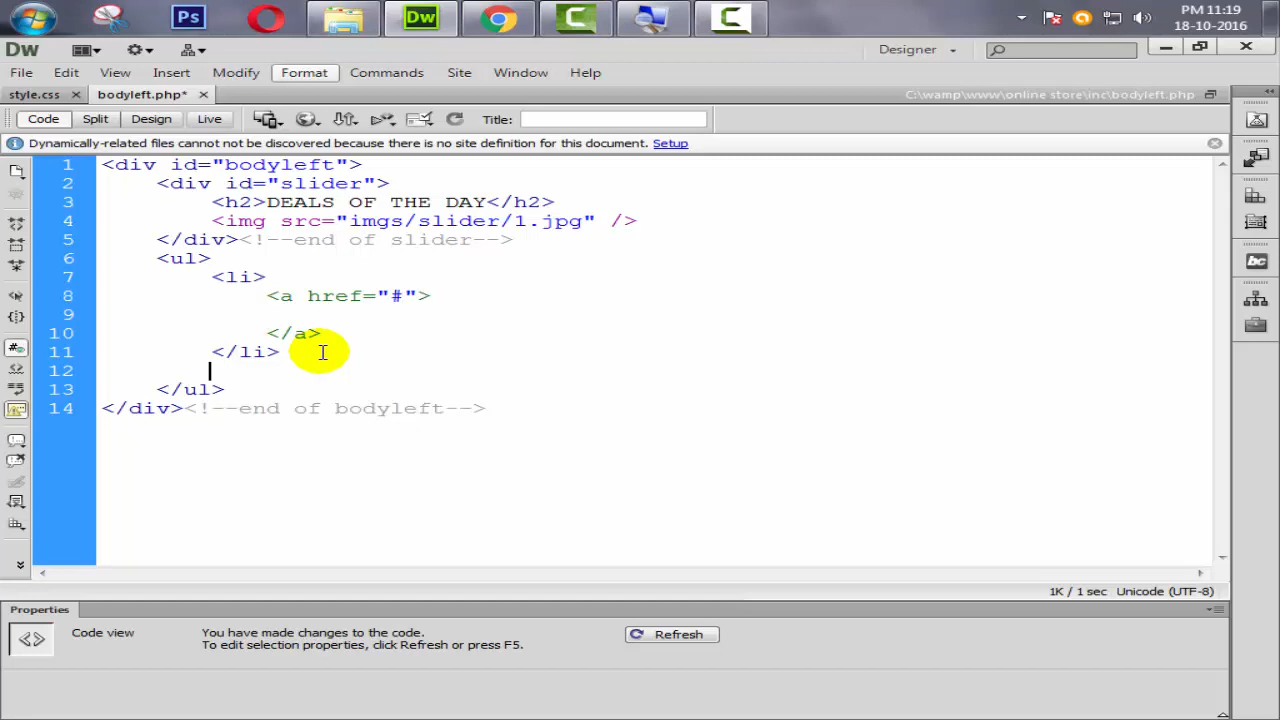 Ps
Dw
PM 11:19
18-10-2016
Dw
Designer
File Edit View Insert Modify Format Commands Site Window Help
style.css × bodyleft.php* ×
C:\wamp\www\online store\inc\bodyleft.php
Code Split Design Live Title:
Dynamically-related files cannot not be discovered because there is no site definition for this document. Setup
1 <div id="bodyleft">
2 <div id="slider">
3 <h2>DEALS OF THE DAY</h2>
4 <img src="imgs/slider/1.jpg" />
5 </div><!--end of slider-->
6 <ul>
7 <li>
8 <a href="#">
9
10 </a>
11 </li>
12
13 </ul>
14 </div><!--end of bodyleft-->
1K / 1 sec Unicode (UTF-8)
Properties
Code view
You have made changes to the code.
To edit selection properties, click Refresh or press F5.
Refresh
bc